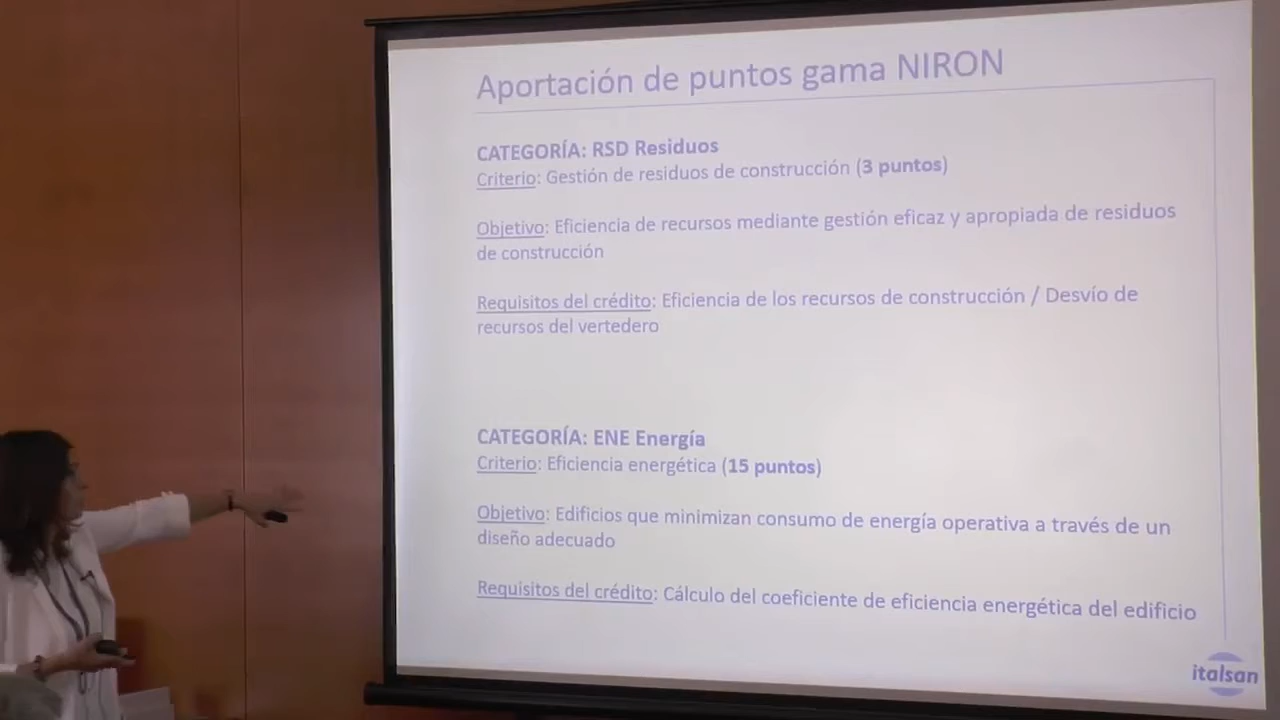 Aportación de puntos gama NIRON
CATEGORÍA: RSD Residuos
Criterio: Gestión de residuos de construcción (3 puntos)
Objetivo: Eficiencia de recursos mediante gestión eficaz y apropiada de residuos
de construcción
Requisitos del crédito: Eficiencia de los recursos de construcción / Desvío de
recursos del vertedero
CATEGORÍA: ENE Energía
Criterio: Eficiencia energética (15 puntos)
Objetivo: Edificios que minimizan consumo de energía operativa a través de un
diseño adecuado
Requisitos del crédito: Cálculo del coeficiente de eficiencia energética del edificio
italsan